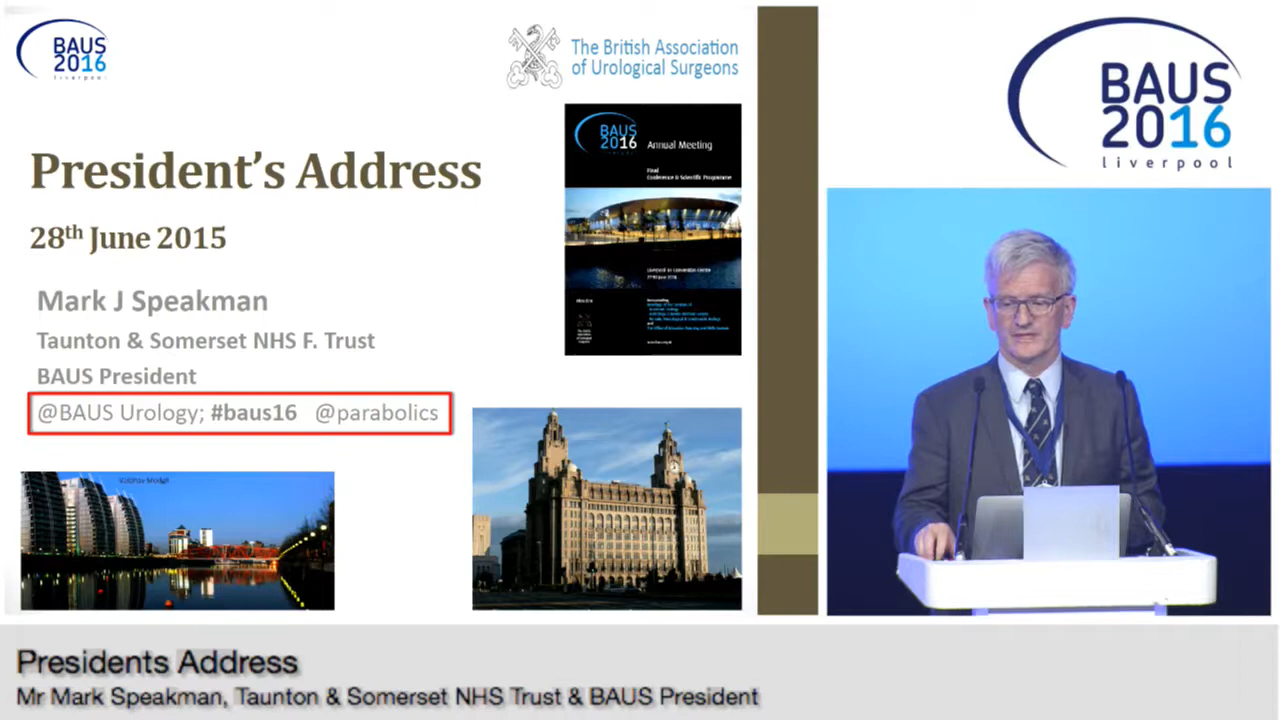 BAUS
2016
liverpool
The British Association
of Urological Surgeons
President's Address
28th June 2015
Mark J Speakman
Taunton & Somerset NHS F. Trust
BAUS President
@BAUS Urology; #baus16 @parabolics
BAUS
2016
Annual Meeting
Final
Conference & Scientific Programme
BAUS
2016
liverpool
Presidents Address
Mr Mark Speakman, Taunton & Somerset NHS Trust & BAUS President